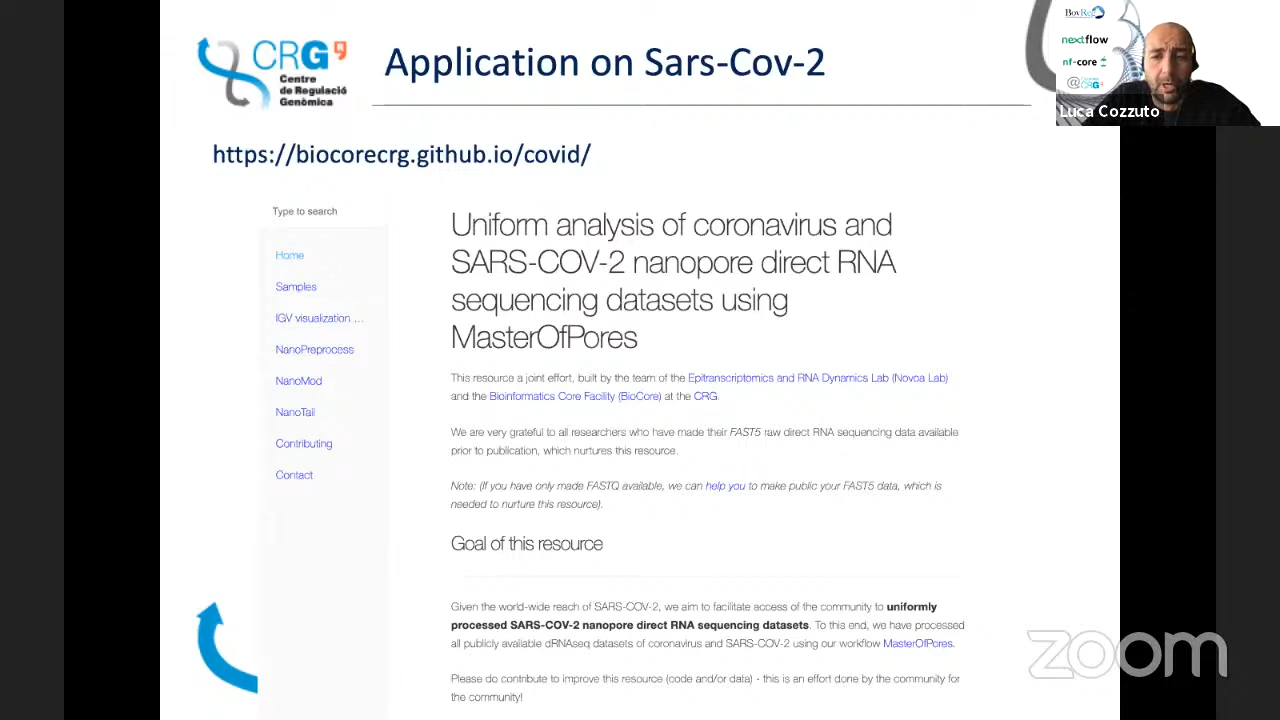 CRG
Centre
de Regulació
Genòmica
Application on Sars-Cov-2
BovReg
nextflow
nf-core
CRG
Luca Cozzuto
https://biocorecrg.github.io/covid/
Type to search
Home
Samples
IGV visualization ...
NanoPreprocess
NanoMod
NanoTail
Contributing
Contact
Uniform analysis of coronavirus and
SARS-COV-2 nanopore direct RNA
sequencing datasets using
MasterOfPores
This resource a joint effort, built by the team of the Epitranscriptomics and RNA Dynamics Lab (Novoa Lab)
and the Bioinformatics Core Facility (BioCore) at the CRG.
We are very grateful to all researchers who have made their FAST5 raw direct RNA sequencing data available
prior to publication, which nurtures this resource.
Note: (If you have only made FASTQ available, we can help you to make public your FAST5 data, which is
needed to nurture this resource).
Goal of this resource
Given the world-wide reach of SARS-COV-2, we aim to facilitate access of the community to uniformly
processed SARS-COV-2 nanopore direct RNA sequencing datasets. To this end, we have processed
all publicly available dRNAseq datasets of coronavirus and SARS-COV-2 using our workflow MasterOfPores.
Please do contribute to improve this resource (code and/or data) - this is an effort done by the community for
the community!
zoom